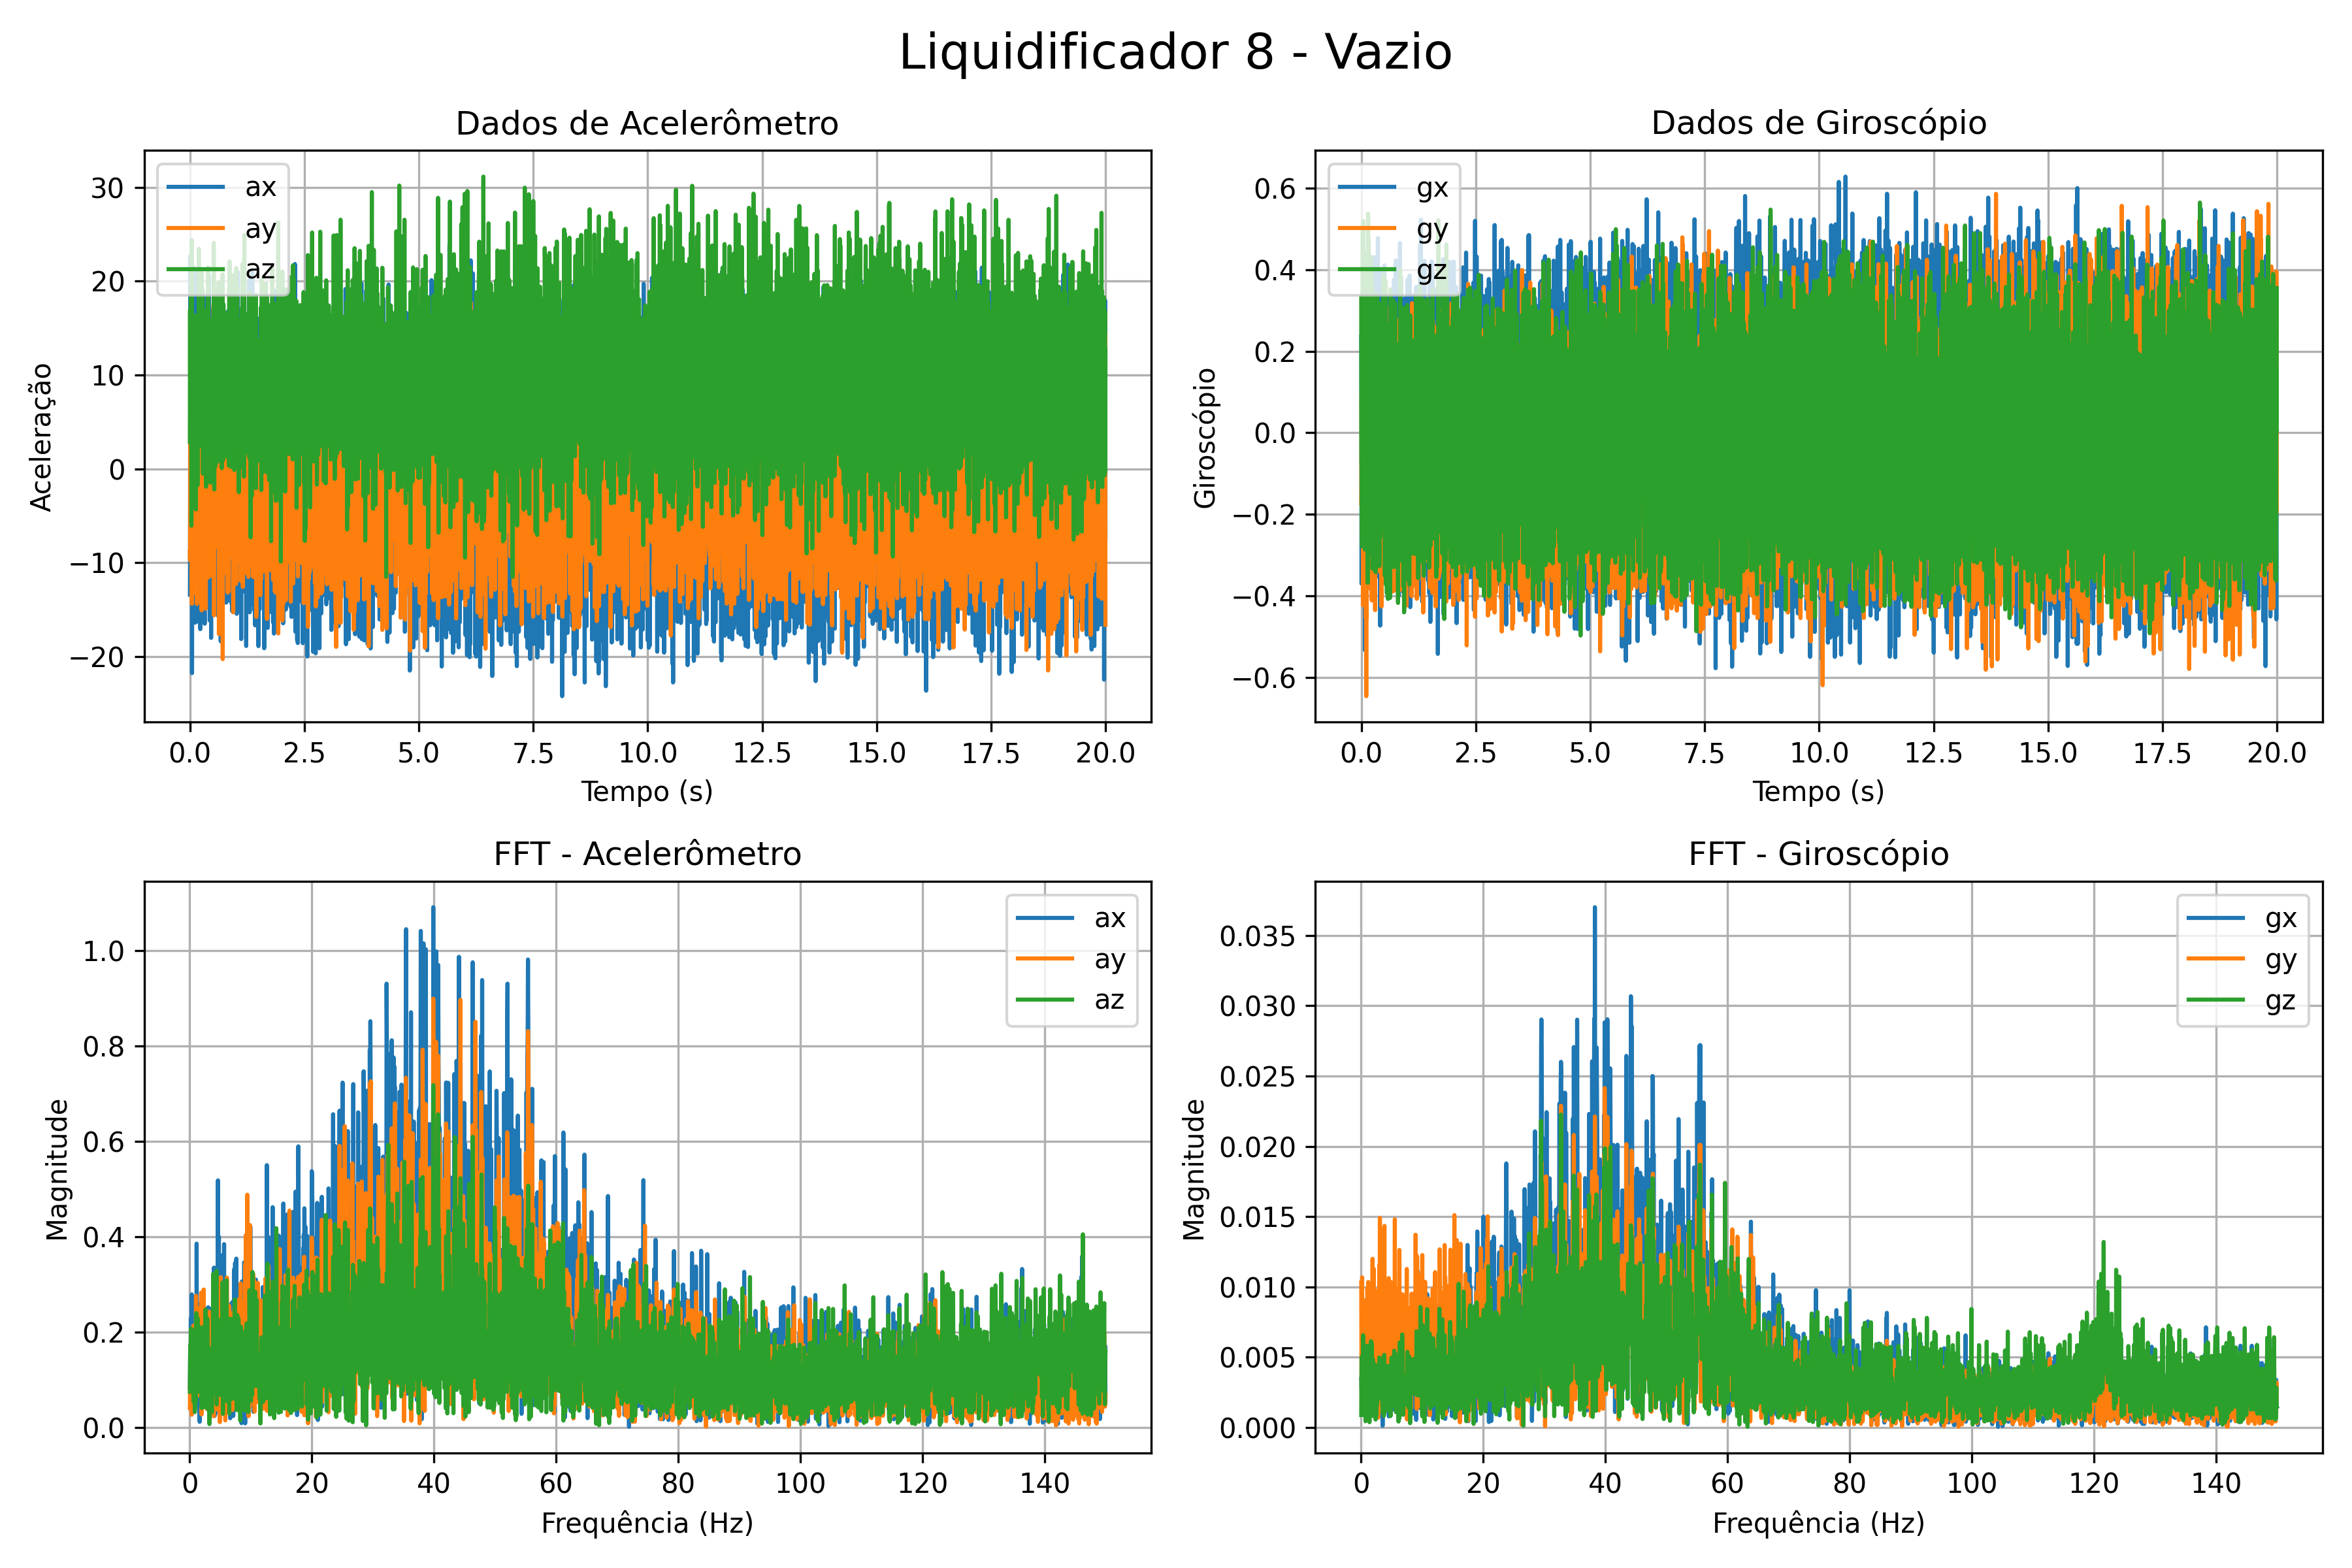 Liquidificador 8 - Vazio
Dados de Acelerômetro
30
20
10
0
−10
−20
Aceleração
ax
ay
az
0.0 2.5 5.0 7.5 10.0 12.5 15.0 17.5 20.0
Tempo (s)
Dados de Giroscópio
0.6
0.4
0.2
0.0
−0.2
−0.4
−0.6
Giroscópio
gx
gy
gz
0.0 2.5 5.0 7.5 10.0 12.5 15.0 17.5 20.0
Tempo (s)
FFT - Acelerômetro
1.0
0.8
0.6
0.4
0.2
0.0
Magnitude
ax
ay
az
0 20 40 60 80 100 120 140
Frequência (Hz)
FFT - Giroscópio
0.035
0.030
0.025
0.020
0.015
0.010
0.005
0.000
Magnitude
gx
gy
gz
0 20 40 60 80 100 120 140
Frequência (Hz)